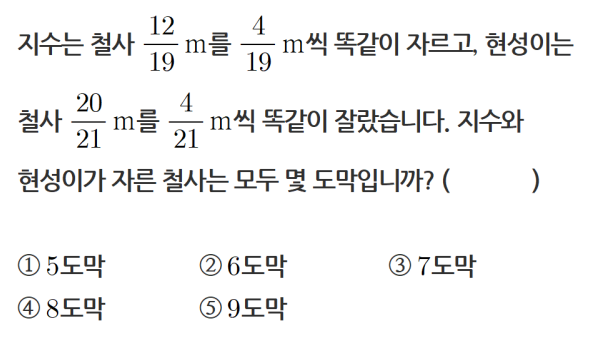 지수는 철사 12/19 m를 4/19 m씩 똑같이 자르고, 현성이는
철사 20/21 m를 4/21 m씩 똑같이 잘랐습니다. 지수와
현성이가 자른 철사는 모두 몇 도막입니까? ( )
① 5도막 ② 6도막 ③ 7도막
④ 8도막 ⑤ 9도막